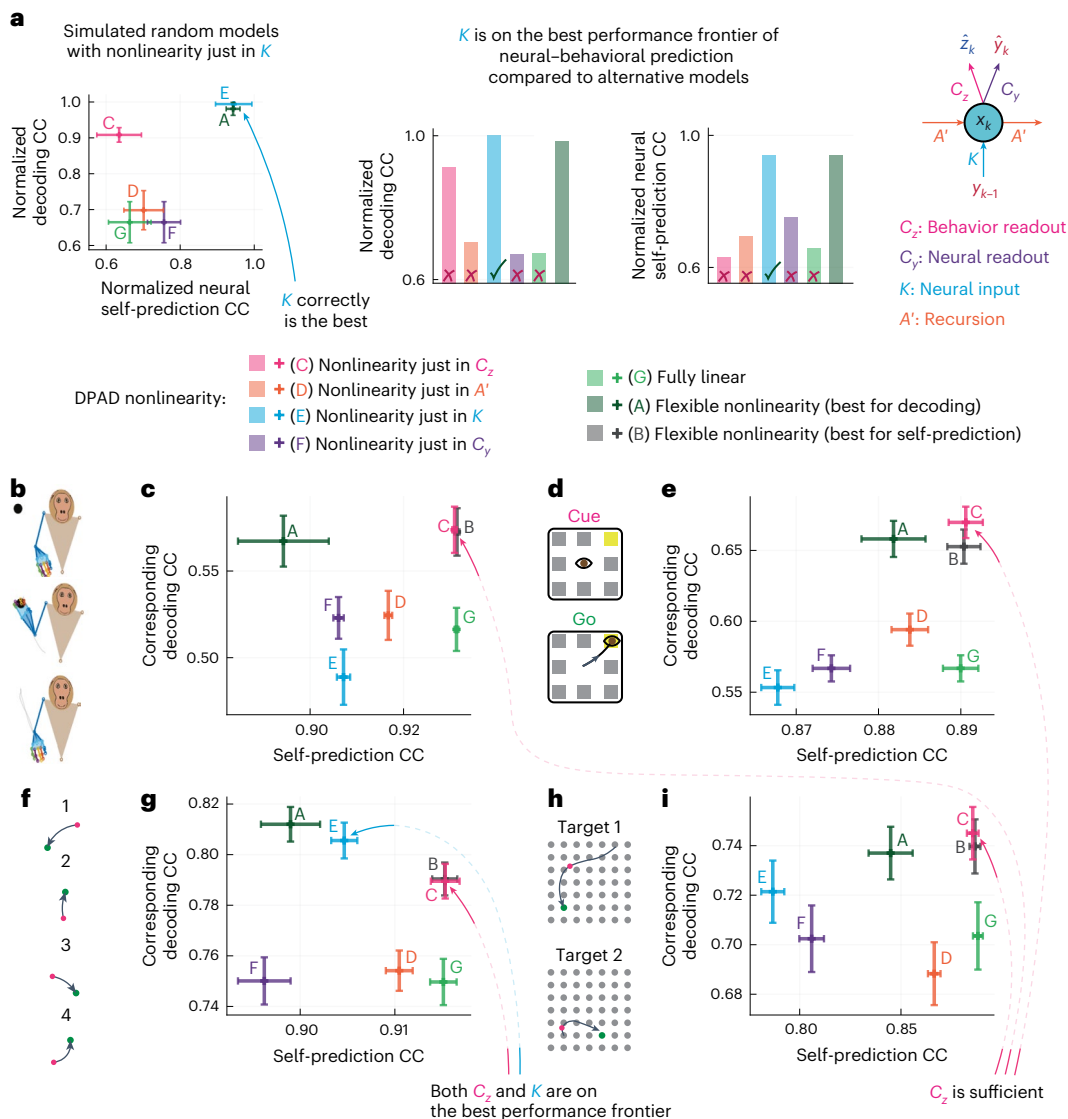 a
Simulated random models
with nonlinearity just in K
K is on the best performance frontier of
neural–behavioral prediction
compared to alternative models
Normalized
decoding CC
1.0
0.9
0.8
0.7
0.6
C
E
A
D
G
F
0.6
0.8
1.0
Normalized neural
self-prediction CC
K correctly
is the best
Normalized
decoding CC
1.0
0.6
Normalized neural
self-prediction CC
1.0
0.6
ẑk
ŷk
Cz
Cy
xk
A′
A′
K
yk–1
Cz: Behavior readout
Cy: Neural readout
K: Neural input
A′: Recursion
DPAD nonlinearity:
(C) Nonlinearity just in Cz
(D) Nonlinearity just in A′
(E) Nonlinearity just in K
(F) Nonlinearity just in Cy
(G) Fully linear
(A) Flexible nonlinearity (best for decoding)
(B) Flexible nonlinearity (best for self-prediction)
b
c
Corresponding
decoding CC
0.55
0.50
A
C
B
F
D
G
E
0.90
0.92
Self-prediction CC
d
Cue
Go
e
Corresponding
decoding CC
0.65
0.60
0.55
A
C
B
D
F
G
E
0.87
0.88
0.89
Self-prediction CC
f
1
2
3
4
g
Corresponding
decoding CC
0.82
0.80
0.78
0.76
0.74
A
E
B
C
F
D
G
0.90
0.91
Self-prediction CC
Both Cz and K are on
the best performance frontier
h
Target 1
Target 2
i
Corresponding
decoding CC
0.74
0.72
0.70
0.68
C
A
B
E
F
G
D
0.80
0.85
Self-prediction CC
Cz is sufficient